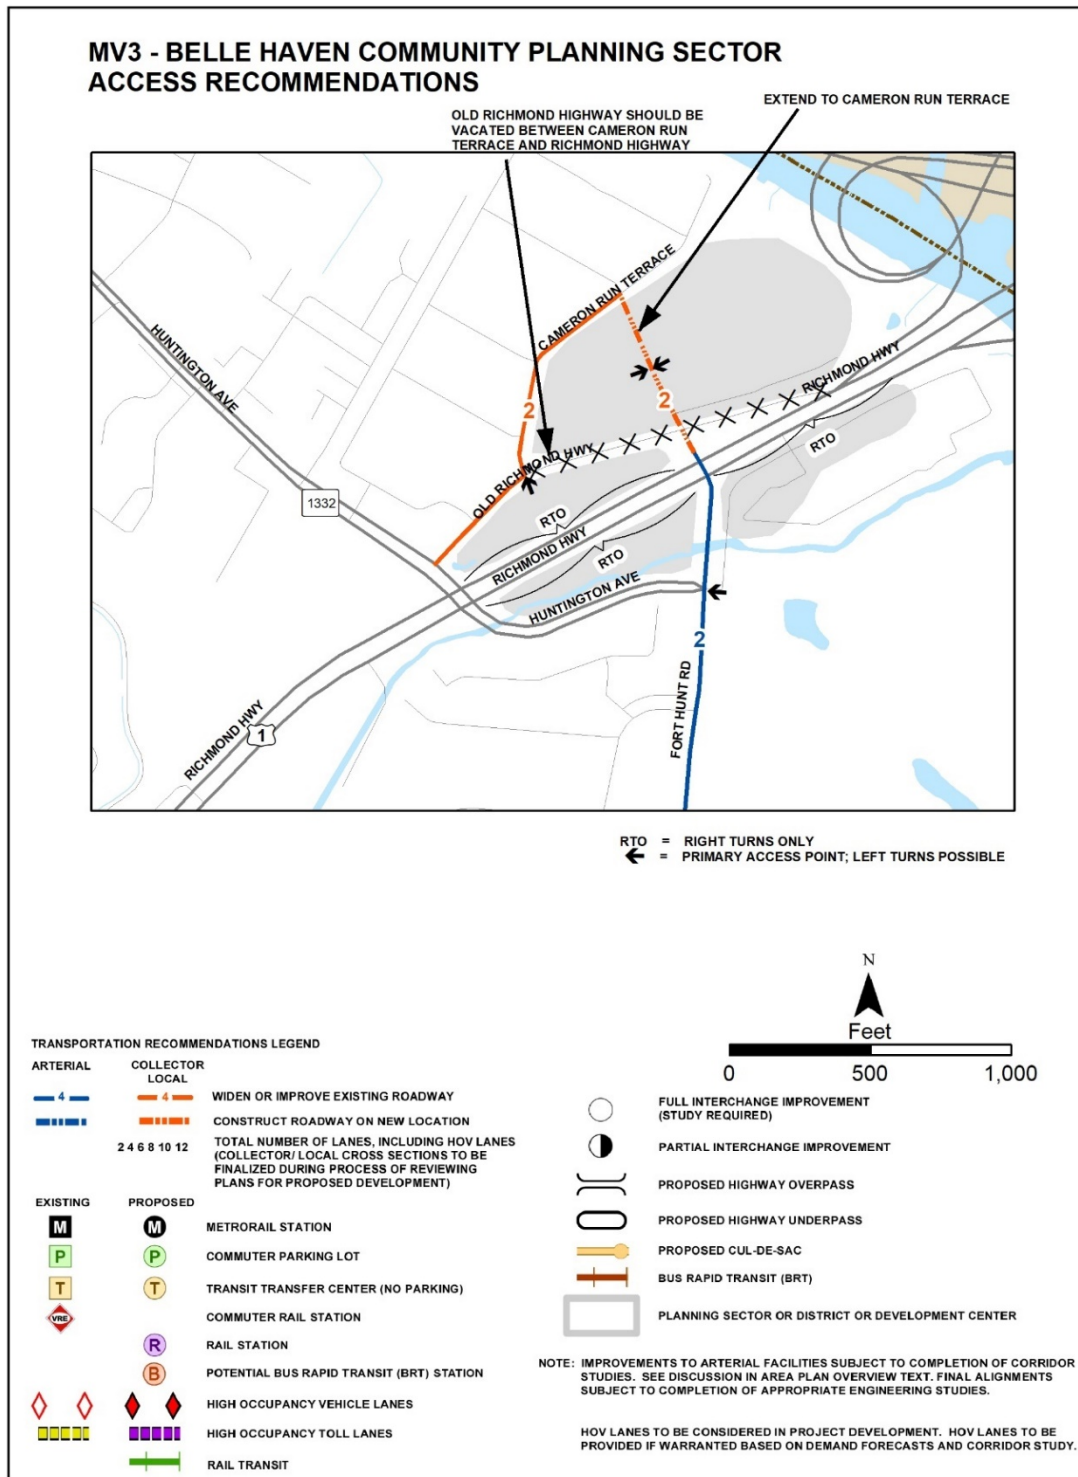 MV3 - BELLE HAVEN COMMUNITY PLANNING SECTOR
ACCESS RECOMMENDATIONS
OLD RICHMOND HIGHWAY SHOULD BE
VACATED BETWEEN CAMERON RUN
TERRACE AND RICHMOND HIGHWAY
EXTEND TO CAMERON RUN TERRACE
CAMERON RUN TERRACE
HUNTINGTON AVE
RICHMOND HWY
2
2
OLD RICHMOND HWY
RTO
1332
RTO
RICHMOND HWY
RTO
HUNTINGTON AVE
2
FORT HUNT RD
RICHMOND HWY
1
RTO = RIGHT TURNS ONLY
= PRIMARY ACCESS POINT; LEFT TURNS POSSIBLE
N
Feet
0 500 1,000
TRANSPORTATION RECOMMENDATIONS LEGEND
ARTERIAL COLLECTOR
LOCAL
4 4 WIDEN OR IMPROVE EXISTING ROADWAY
CONSTRUCT ROADWAY ON NEW LOCATION
2 4 6 8 10 12 TOTAL NUMBER OF LANES, INCLUDING HOV LANES
(COLLECTOR/ LOCAL CROSS SECTIONS TO BE
FINALIZED DURING PROCESS OF REVIEWING
PLANS FOR PROPOSED DEVELOPMENT)
EXISTING PROPOSED
M M METRORAIL STATION
P P COMMUTER PARKING LOT
T T TRANSIT TRANSFER CENTER (NO PARKING)
VRE COMMUTER RAIL STATION
R RAIL STATION
B POTENTIAL BUS RAPID TRANSIT (BRT) STATION
HIGH OCCUPANCY VEHICLE LANES
HIGH OCCUPANCY TOLL LANES
RAIL TRANSIT
FULL INTERCHANGE IMPROVEMENT
(STUDY REQUIRED)
PARTIAL INTERCHANGE IMPROVEMENT
PROPOSED HIGHWAY OVERPASS
PROPOSED HIGHWAY UNDERPASS
PROPOSED CUL-DE-SAC
BUS RAPID TRANSIT (BRT)
PLANNING SECTOR OR DISTRICT OR DEVELOPMENT CENTER
NOTE: IMPROVEMENTS TO ARTERIAL FACILITIES SUBJECT TO COMPLETION OF CORRIDOR
STUDIES. SEE DISCUSSION IN AREA PLAN OVERVIEW TEXT. FINAL ALIGNMENTS
SUBJECT TO COMPLETION OF APPROPRIATE ENGINEERING STUDIES.
HOV LANES TO BE CONSIDERED IN PROJECT DEVELOPMENT. HOV LANES TO BE
PROVIDED IF WARRANTED BASED ON DEMAND FORECASTS AND CORRIDOR STUDY.